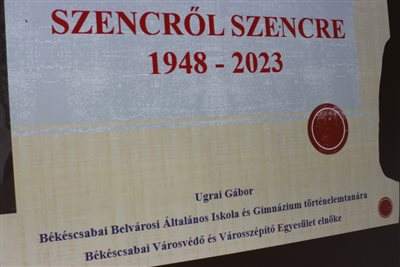 SZENCRŐL SZENCRE
1948 - 2023
Ugrai Gábor
Békéscsabai Belvárosi Általános Iskola és Gimnázium történelemtanára
Békéscsabai Városvédő és Városszépítő Egyesület elnöke